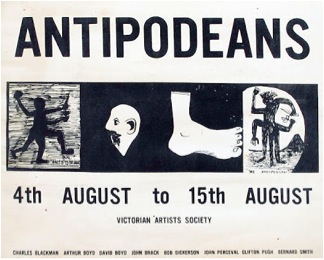 ANTIPODEANS
4th AUGUST to 15th AUGUST
VICTORIAN ARTISTS SOCIETY
CHARLES BLACKMAN ARTHUR BOYD DAVID BOYD JOHN BRACK BOB DICKERSON JOHN PERCEVAL CLIFTON PUGH BERNARD SMITH